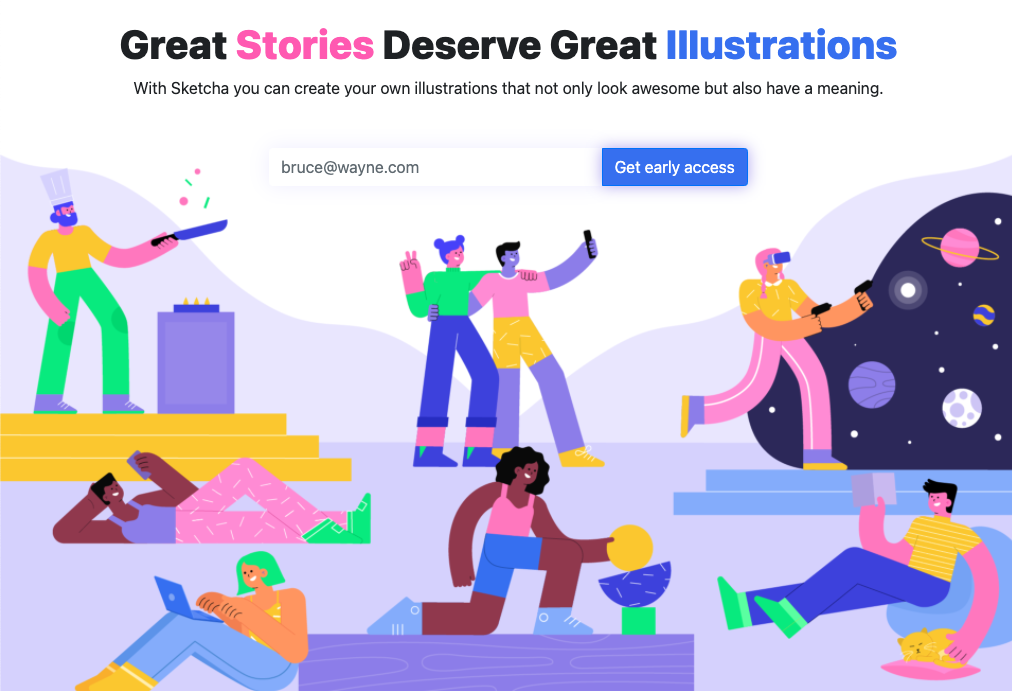 Great Stories Deserve Great Illustrations
With Sketcha you can create your own illustrations that not only look awesome but also have a meaning.
bruce@wayne.com
Get early access